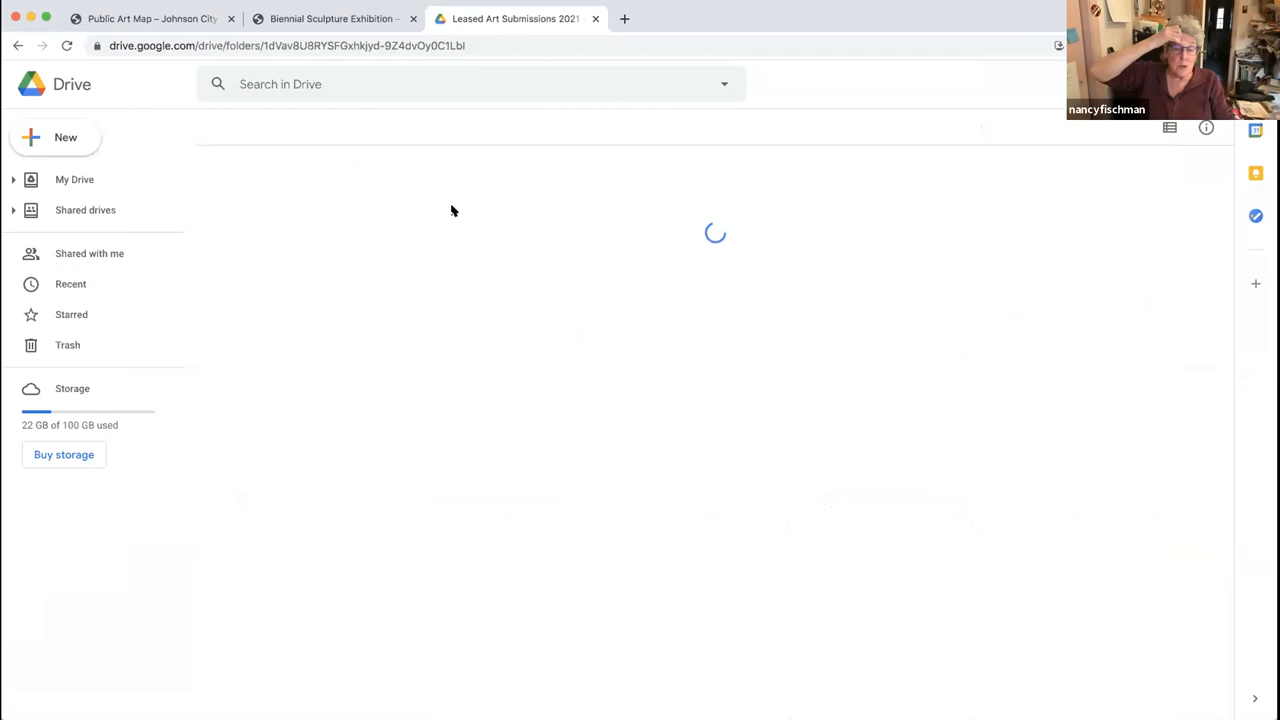 Public Art Map – Johnson City
Biennial Sculpture Exhibition –
Leased Art Submissions 2021
drive.google.com/drive/folders/1dVav8U8RYSFGxhkjyd-9Z4dvOy0C1LbI
Drive
Search in Drive
nancyfischman
New
My Drive
Shared drives
Shared with me
Recent
Starred
Trash
Storage
22 GB of 100 GB used
Buy storage
31